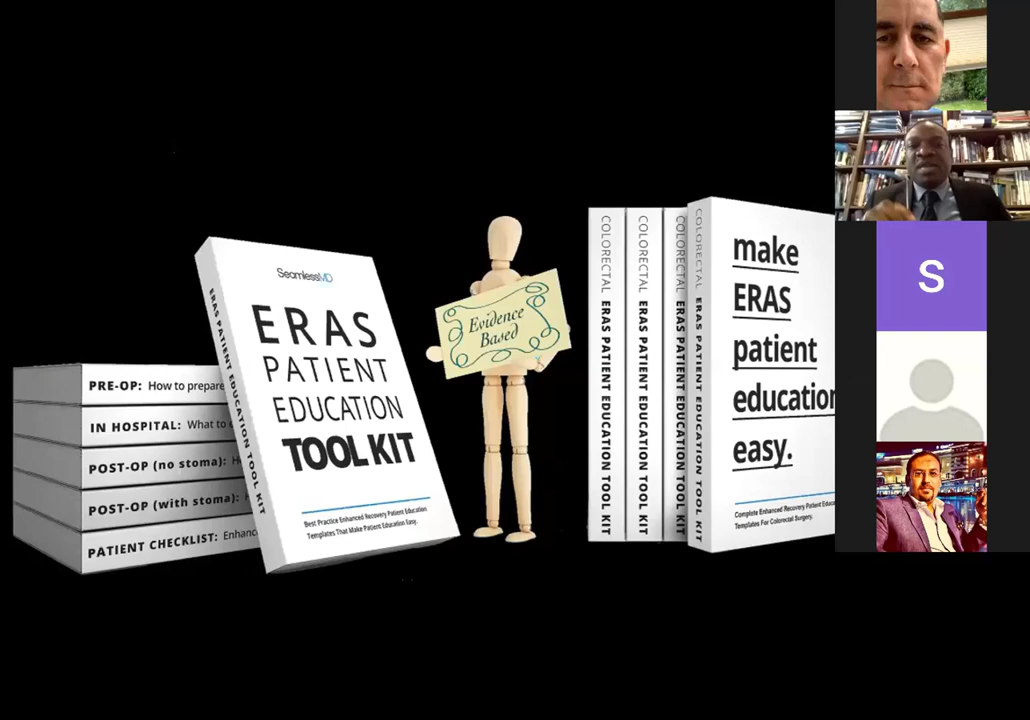 PRE-OP: How to prepare
IN HOSPITAL: What to
POST-OP (no stoma):
POST-OP (with stoma):
PATIENT CHECKLIST: Enhanc
ERAS PATIENT EDUCATION TOOL KIT
SeamlessMD
ERAS
PATIENT
EDUCATION
TOOL KIT
Best Practice Enhanced Recovery Patient Education
Templates That Make Patient Education Easy.
Evidence
Based
COLORECTAL ERAS PATIENT EDUCATION TOOL KIT
COLORECTAL ERAS PATIENT EDUCATION TOOL KIT
COLORECTAL ERAS PATIENT EDUCATION TOOL KIT
COLORECTAL ERAS PATIENT EDUCATION TOOL KIT
make
ERAS
patient
education
easy.
Complete Enhanced Recovery Patient Educa
Templates For Colorectal Surgery.
S